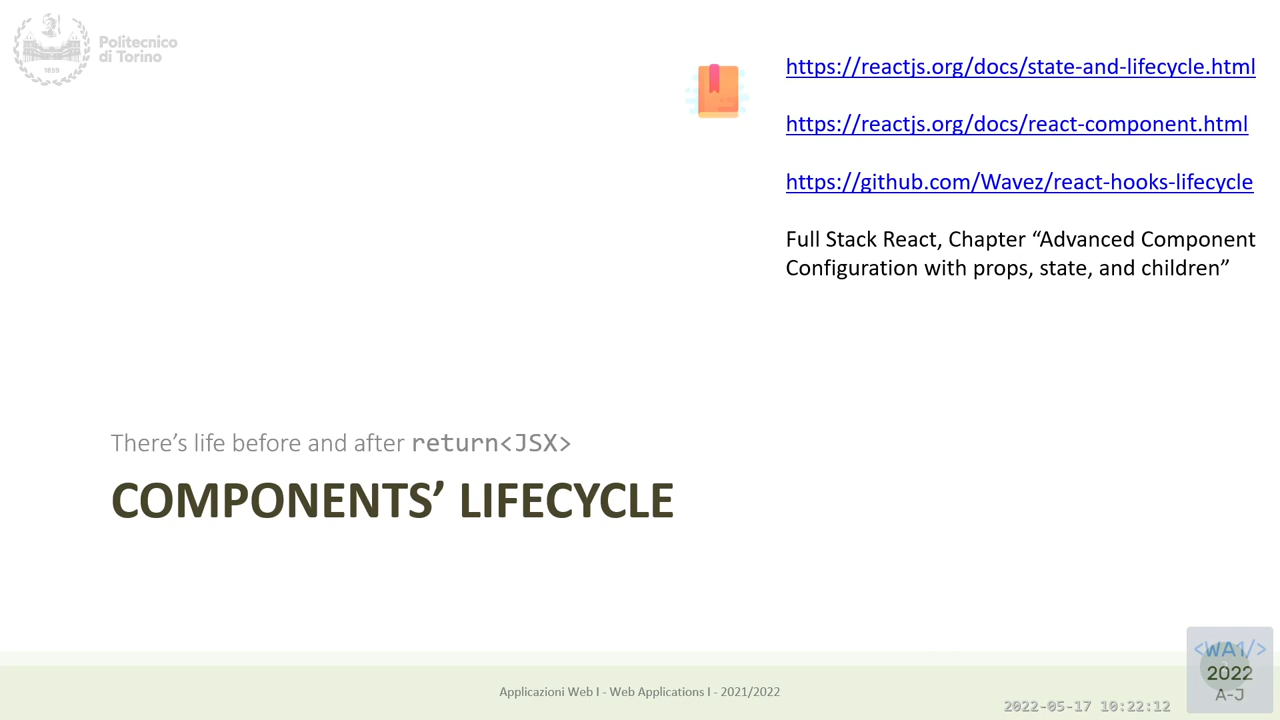 Politecnico
di Torino
1859
https://reactjs.org/docs/state-and-lifecycle.html
https://reactjs.org/docs/react-component.html
https://github.com/Wavez/react-hooks-lifecycle
Full Stack React, Chapter “Advanced Component
Configuration with props, state, and children”
There’s life before and after return<JSX>
COMPONENTS’ LIFECYCLE
Applicazioni Web I - Web Applications I - 2021/2022
2022-05-17 10:22:12
<WA1/>
2022
A-J